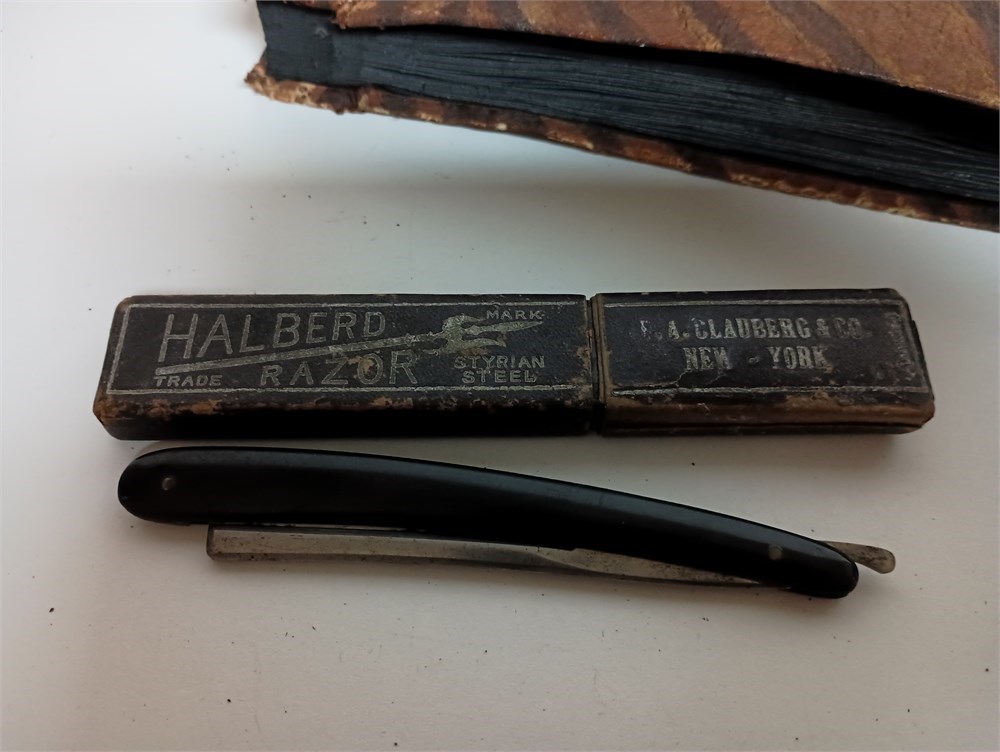 HALBERD
MARK
RAZOR
TRADE
STYRIAN
STEEL
A. CLAUBERG & CO
NEW - YORK